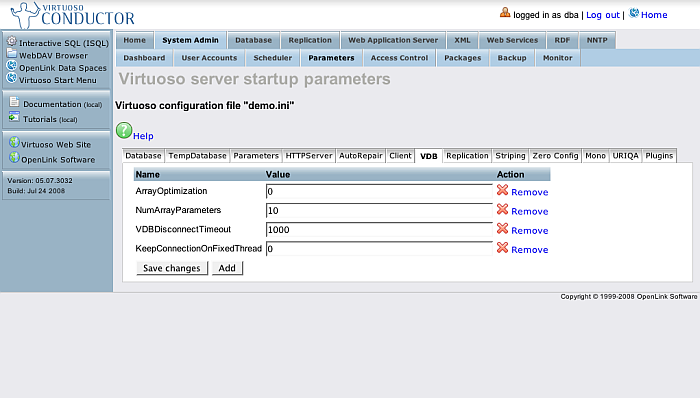 VIRTUOSO
CONDUCTOR
logged in as dba | Log out | Home
Interactive SQL (ISQL)
WebDAV Browser
OpenLink Data Spaces
Virtuoso Start Menu
Documentation (local)
Tutorials (local)
Virtuoso Web Site
OpenLink Software
Version: 05.07.3032
Build: Jul 24 2008
Home System Admin Database Replication Web Application Server XML Web Services RDF NNTP
Dashboard User Accounts Scheduler Parameters Access Control Packages Backup Monitor
Virtuoso server startup parameters
Virtuoso configuration file "demo.ini"
? Help
Database TempDatabase Parameters HTTPServer AutoRepair Client VDB Replication Striping Zero Config Mono URIQA Plugins
Name Value Action
ArrayOptimization 0 Remove
NumArrayParameters 10 Remove
VDBDisconnectTimeout 1000 Remove
KeepConnectionOnFixedThread 0 Remove
Save changes Add
Copyright © 1999-2008 OpenLink Software